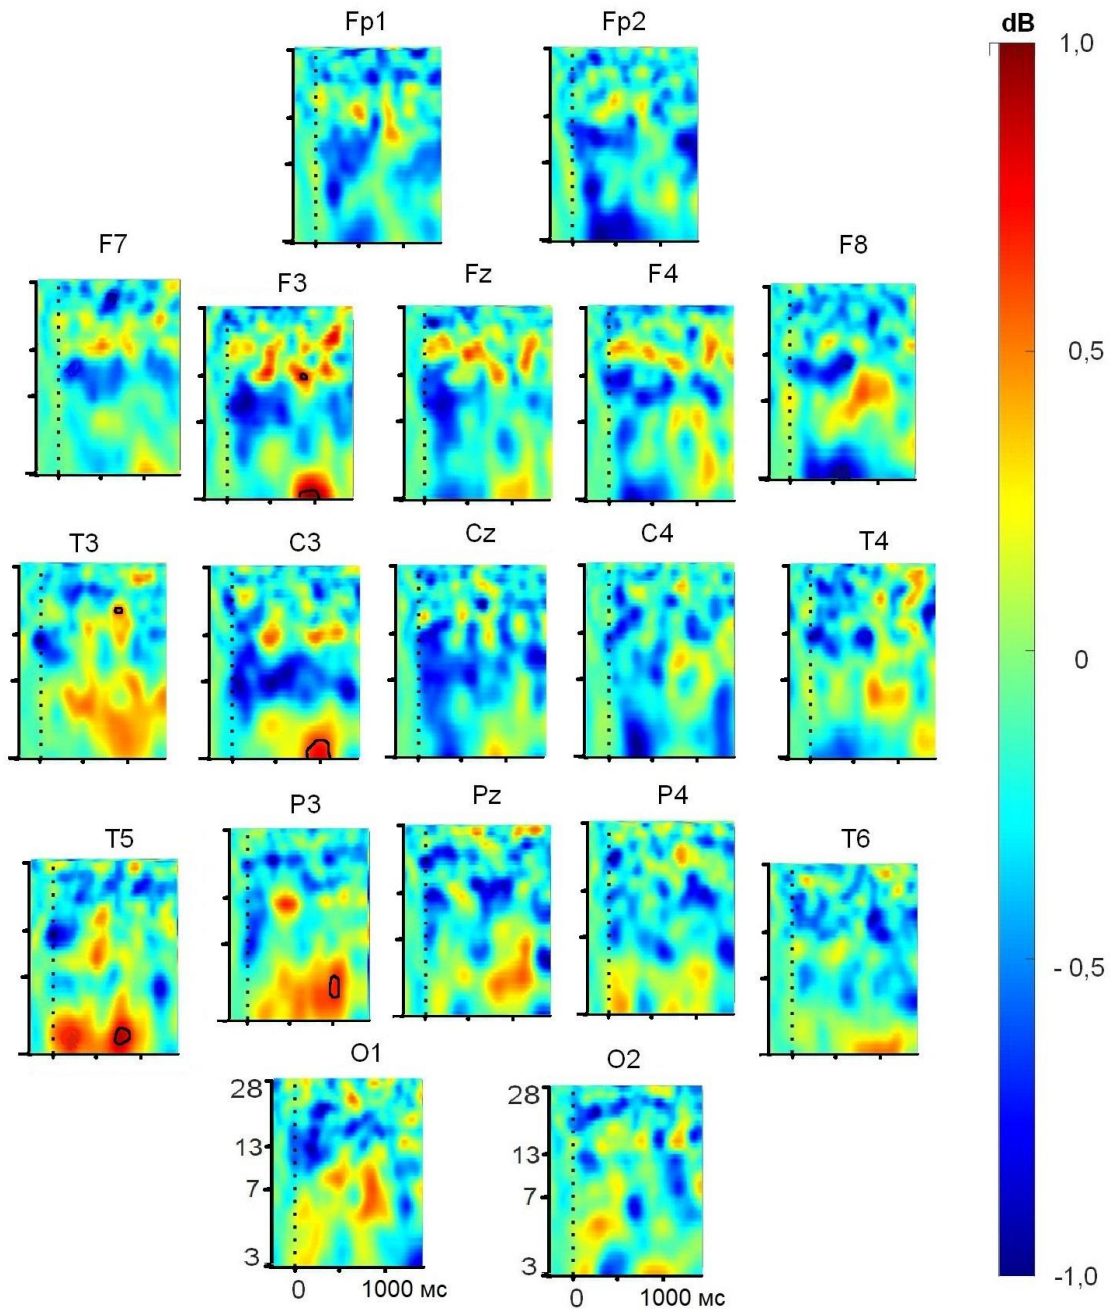 Fp1 Fp2 dB
1,0
F7 F8
F3 Fz F4
0,5
T3 C3 Cz C4 T4
0
P3 Pz P4
T5 T6
- 0,5
O1 O2
28 28
13 13
7 7
3 3
0 1000 мс 0 1000 мс
-1,0